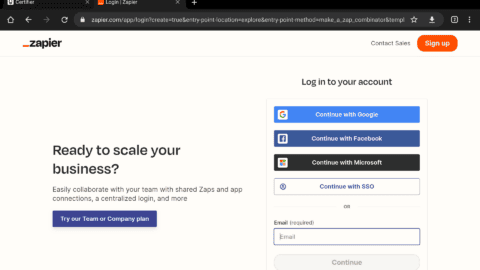 Certifier
Login | Zapier
zapier.com/app/login?create=true&entry-point-location=explore&entry-point-method=make_a_zap_combinator&templ
zapier
Contact Sales
Sign up
Log in to your account
Continue with Google
Continue with Facebook
Continue with Microsoft
Continue with SSO
OR
Email (required)
Email
Continue
Ready to scale your
business?
Easily collaborate with your team with shared Zaps and app
connections, a centralized login, and more
Try our Team or Company plan